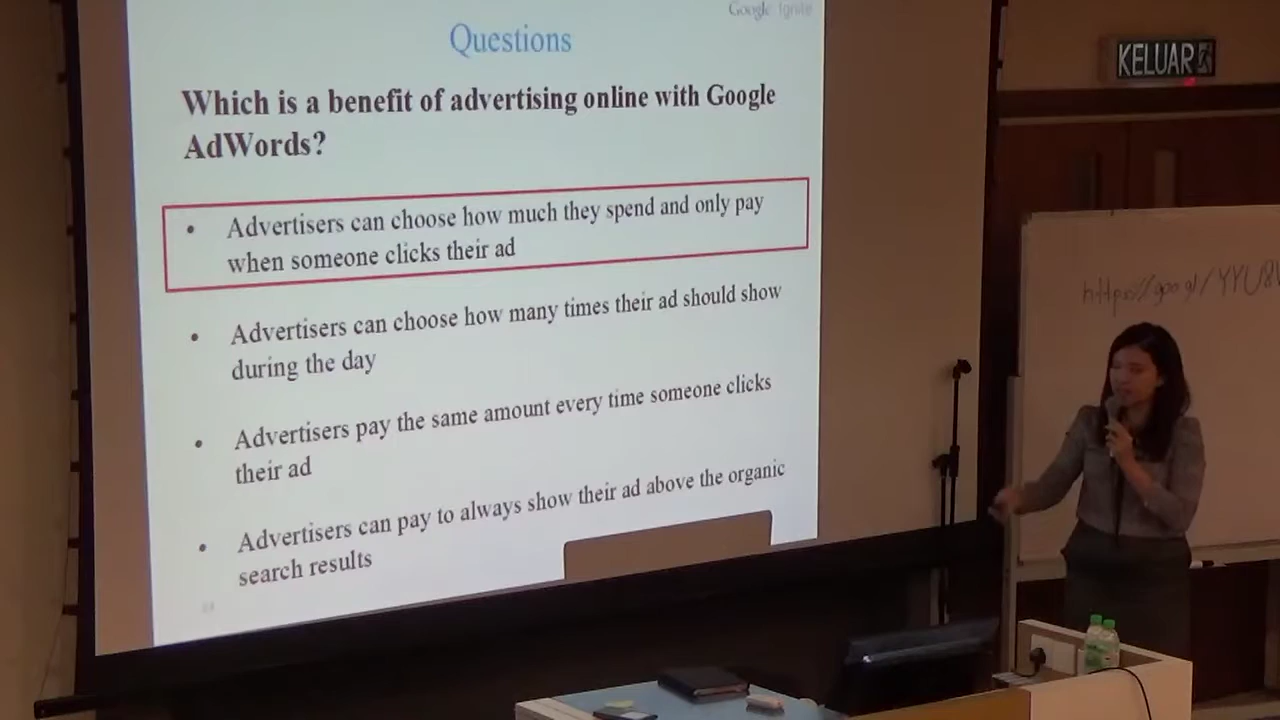 Google Ignite
Questions
Which is a benefit of advertising online with Google
AdWords?
• Advertisers can choose how much they spend and only pay
when someone clicks their ad
• Advertisers can choose how many times their ad should show
during the day
• Advertisers pay the same amount every time someone clicks
their ad
• Advertisers can pay to always show their ad above the organic
search results
KELUAR